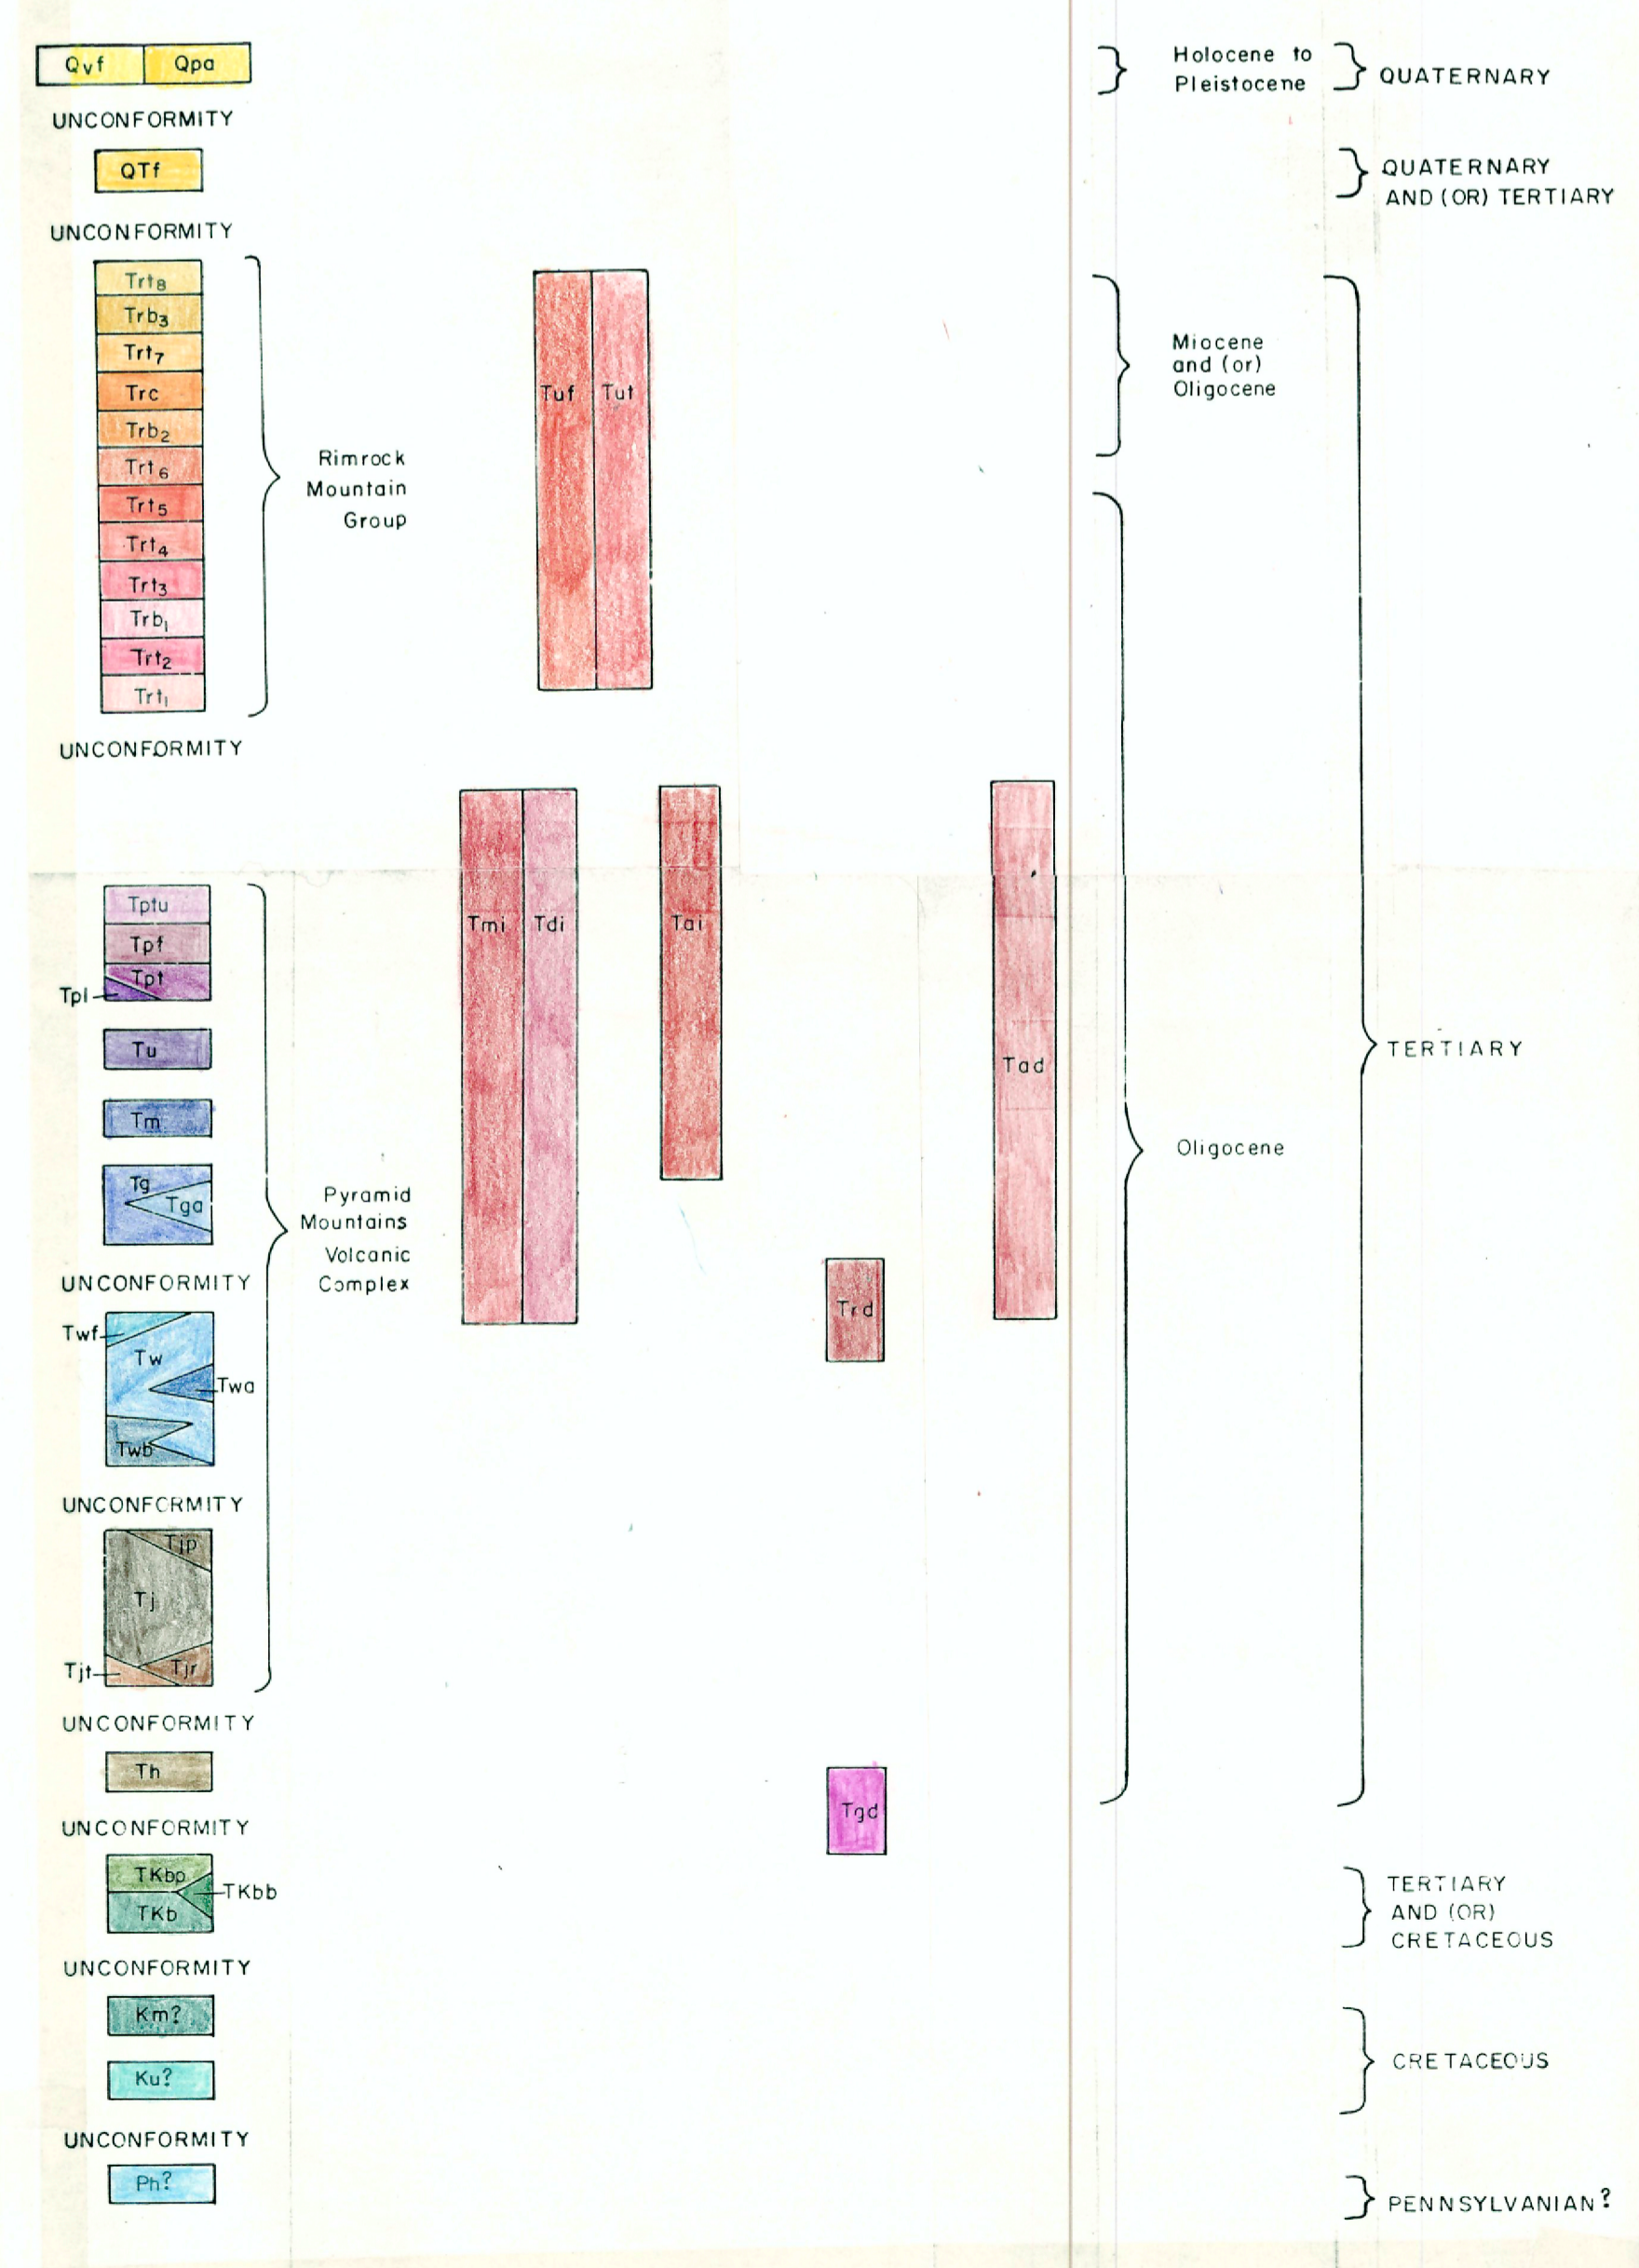 Qvf Qpa
Holocene to
Pleistocene
QUATERNARY
UNCONFORMITY
QTf
QUATERNARY
AND (OR) TERTIARY
UNCONFORMITY
Trt8
Trb3
Trt7
Trc
Trb2
Trt6
Trt5
Trt4
Trt3
Trb1
Trt2
Trt1
Rimrock
Mountain
Group
Tuf Tut
Miocene
and (or)
Oligocene
UNCONFORMITY
Tptu
Tpf
Tpt
Tpl
Tu
Tm
Tg
Tga
UNCONFORMITY
Twf
Tw
Twa
Twb
UNCONFORMITY
Tjp
Tj
Tjt
Tjr
Pyramid
Mountains
Volcanic
Complex
Tmi Tdi
Tai
Trd
Tad
Oligocene
TERTIARY
UNCONFORMITY
Th
Tgd
UNCONFORMITY
TKbp
TKbb
TKb
TERTIARY
AND (OR)
CRETACEOUS
UNCONFORMITY
Km?
Ku?
CRETACEOUS
UNCONFORMITY
Ph?
PENNSYLVANIAN?